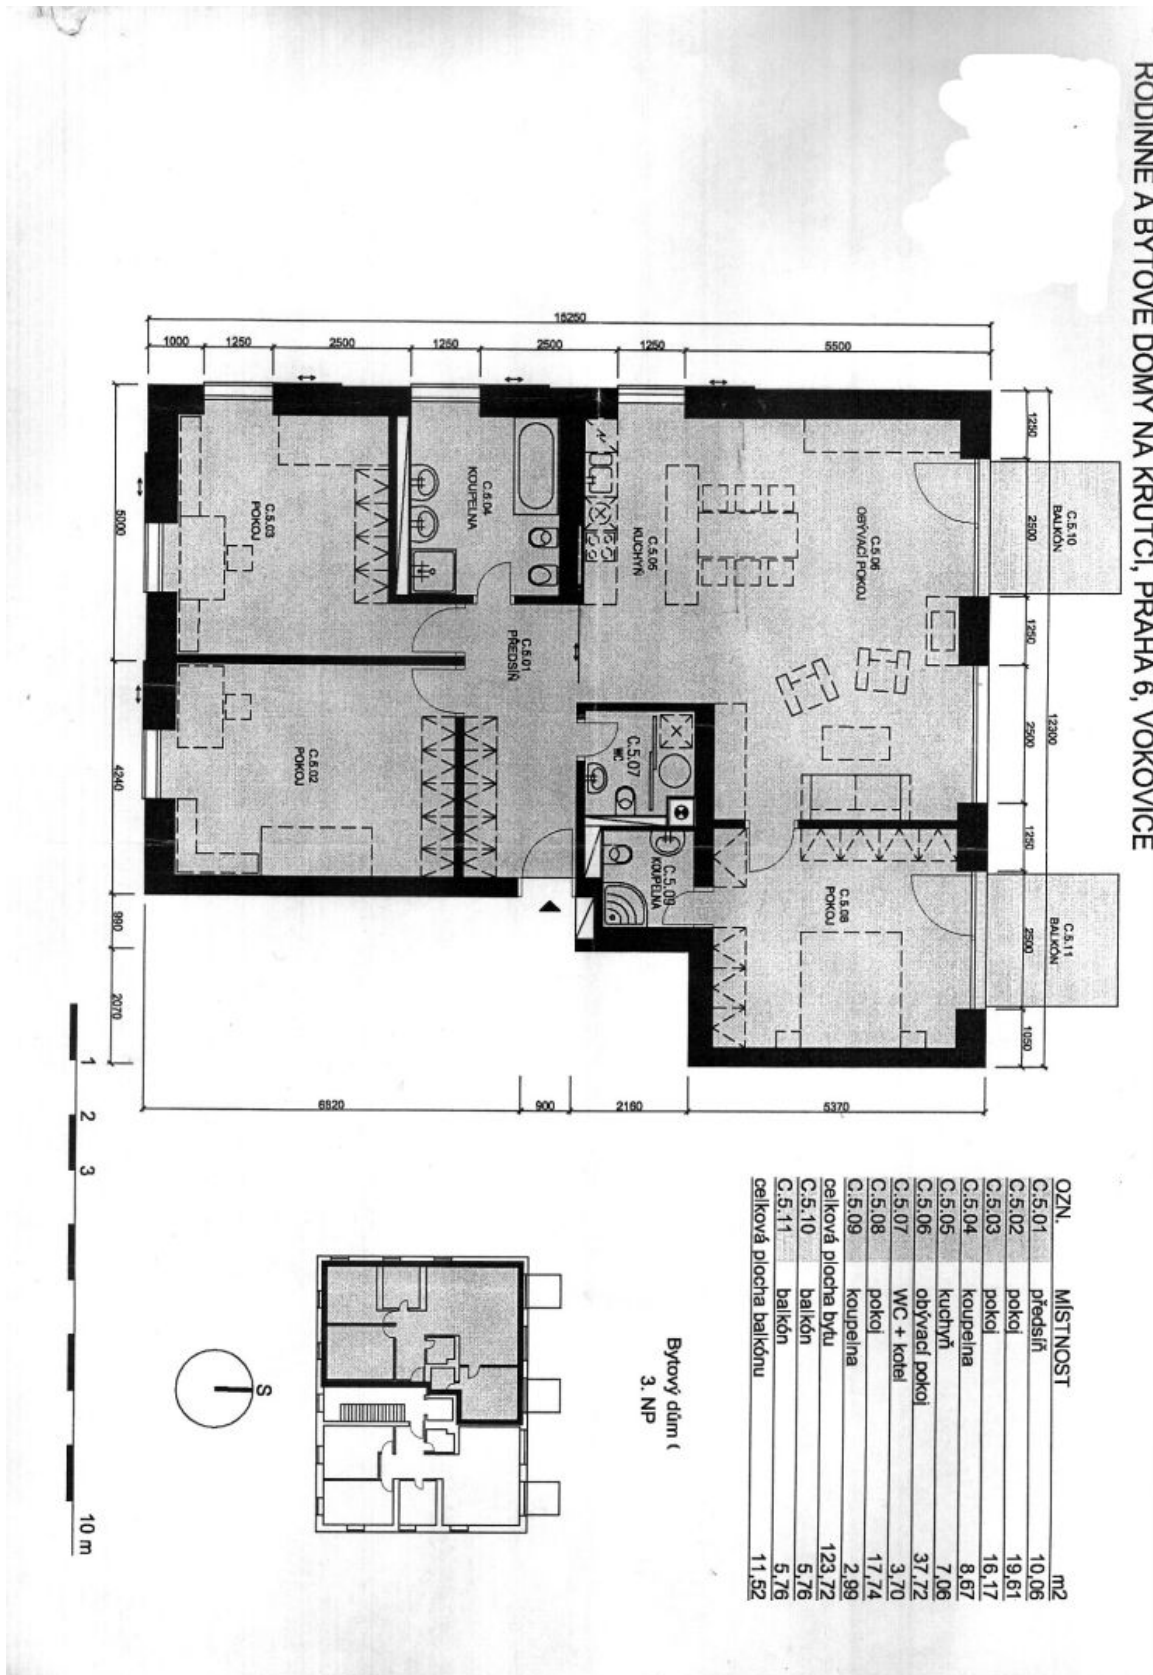 RODINNÉ A BYTOVÉ DOMY NA KRUTCI, PRAHA 6, VOKOVICE
15250
1000
1250
2500
1250
2500
1250
5500
5000
4240
990
2070
1250
2500
1250
2500
1250
2500
1050
12300
6820
900
2160
5370
C.5.10
BALKÓN
C.5.11
BALKÓN
C.5.06
OBÝVACÍ POKOJ
C.5.05
KUCHYŇ
C.5.04
KOUPELNA
C.5.03
POKOJ
C.5.01
PŘEDSÍŇ
C.5.02
POKOJ
C.5.07
WC
C.5.09
KOUPELNA
C.5.08
POKOJ
OZN. MÍSTNOST m2
C.5.01 předsíň 10,06
C.5.02 pokoj 19,61
C.5.03 pokoj 16,17
C.5.04 koupelna 8,67
C.5.05 kuchyň 7,06
C.5.06 obývací pokoj 37,72
C.5.07 WC + kotel 3,70
C.5.08 pokoj 17,74
C.5.09 koupelna 2,99
celková plocha bytu 123,72
C.5.10 balkón 5,76
C.5.11 balkón 5,76
celková plocha balkónu 11,52
Bytový dům (
3. NP
S
1 2 3 10 m